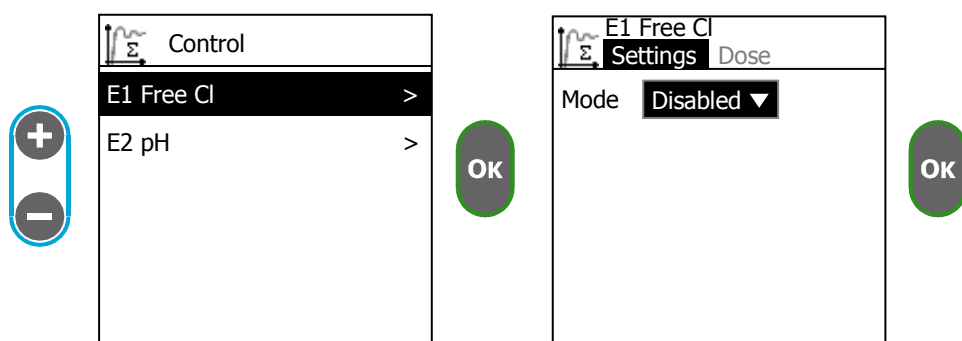 Control
E1 Free Cl >
E2 pH >
OK
E1 Free Cl
Settings Dose
Mode Disabled ▼
OK